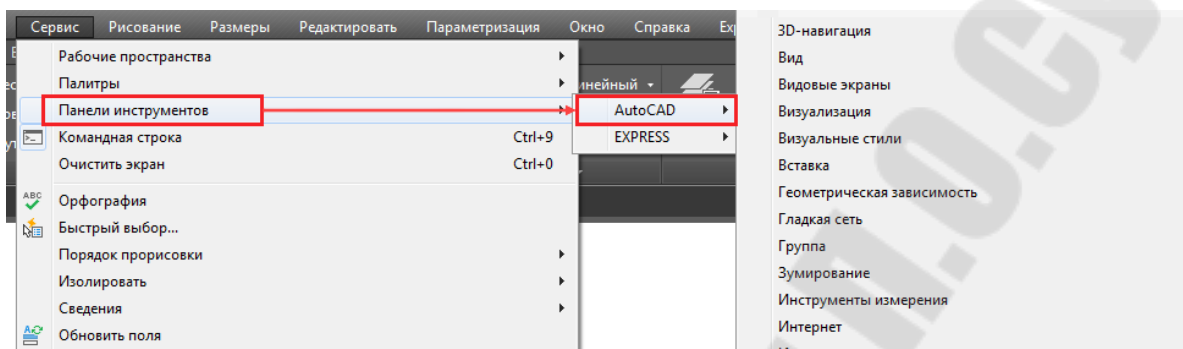 Сервис Рисование Размеры Редактировать Параметризация Окно Справка
Рабочие пространства
Палитры
Панели инструментов
Командная строка Ctrl+9
Очистить экран Ctrl+0
ABC Орфография
Быстрый выбор...
Порядок прорисовки
Изолировать
Сведения
Обновить поля
AutoCAD
EXPRESS
3D-навигация
Вид
Видовые экраны
Визуализация
Визуальные стили
Вставка
Геометрическая зависимость
Гладкая сеть
Группа
Зумирование
Инструменты измерения
Интернет